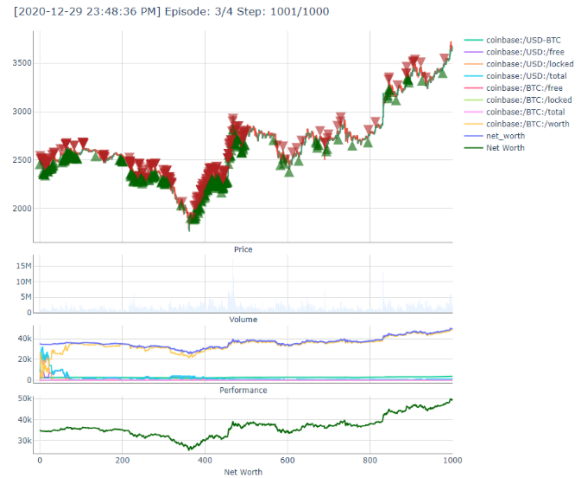 [2020-12-29 23:48:36 PM] Episode: 3/4 Step: 1001/1000
3500
3000
2500
2000
Price
15M
10M
5M
0
Volume
40k
20k
0
Performance
50k
40k
30k
0 200 400 600 800 1000
Net Worth
coinbase:/USD-BTC
coinbase:/USD:/free
coinbase:/USD:/locked
coinbase:/USD:/total
coinbase:/BTC:/free
coinbase:/BTC:/locked
coinbase:/BTC:/total
coinbase:/BTC:/worth
net_worth
Net Worth